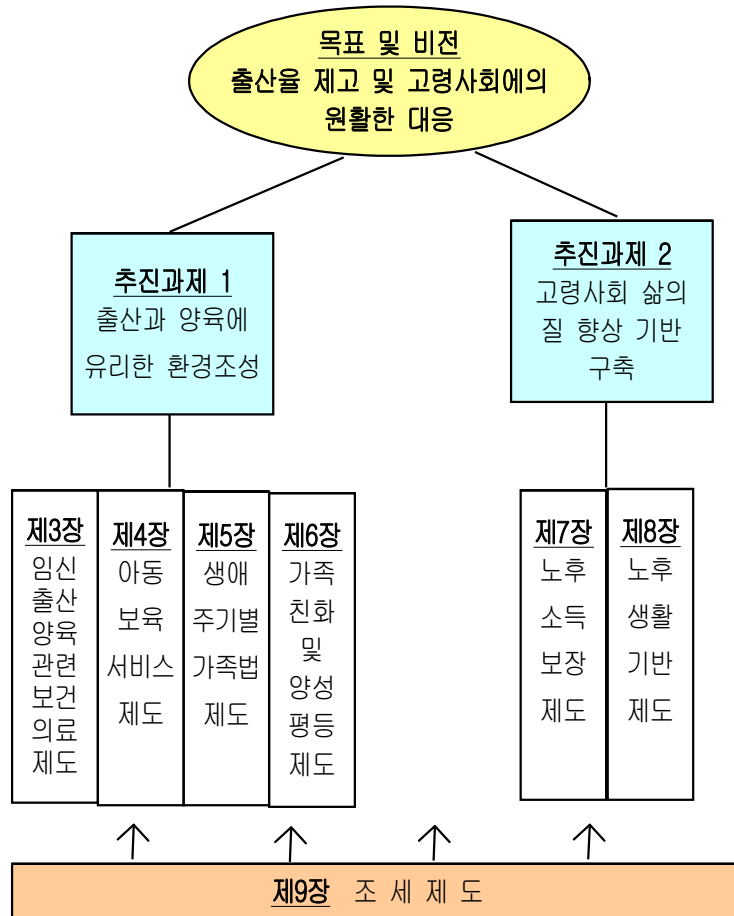 목표 및 비전
출산율 제고 및 고령사회에의
원활한 대응
추진과제 1
출산과 양육에
유리한 환경조성
추진과제 2
고령사회 삶의
질 향상 기반
구축
제3장
임신
출산
양육
관련
보건
의료
제도
제4장
아동
보육
서비스
제도
제5장
생애
주기별
가족법
제도
제6장
가족
친화
및
양성
평등
제도
제7장
노후
소득
보장
제도
제8장
노후
생활
기반
제도
제9장 조 세 제 도